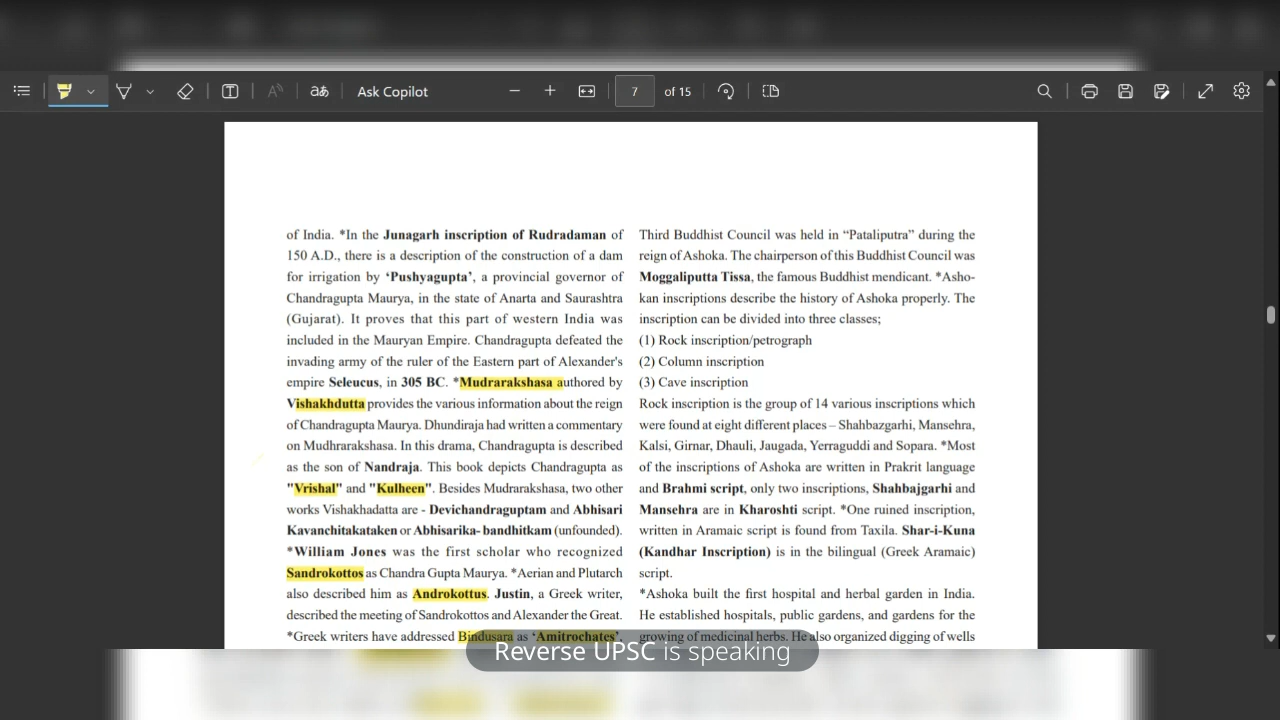 Ask Copilot
7 of 15
of India. *In the Junagarh inscription of Rudradaman of
150 A.D., there is a description of the construction of a dam
for irrigation by ‘Pushyagupta’, a provincial governor of
Chandragupta Maurya, in the state of Anarta and Saurashtra
(Gujarat). It proves that this part of western India was
included in the Mauryan Empire. Chandragupta defeated the
invading army of the ruler of the Eastern part of Alexander's
empire Seleucus, in 305 BC. *Mudrarakshasa authored by
Vishakhdutta provides the various information about the reign
of Chandragupta Maurya. Dhundiraja had written a commentary
on Mudhrarakshasa. In this drama, Chandragupta is described
as the son of Nandraja. This book depicts Chandragupta as
"Vrishal" and "Kulheen". Besides Mudrarakshasa, two other
works Vishakhadatta are - Devichandraguptam and Abhisari
Kavanchitakataken or Abhisarika- bandhitkam (unfounded).
*William Jones was the first scholar who recognized
Sandrokottos as Chandra Gupta Maurya. *Aerian and Plutarch
also described him as Androkottus. Justin, a Greek writer,
described the meeting of Sandrokottos and Alexander the Great.
*Greek writers have addressed Bindusara as ‘Amitrochates’.
Third Buddhist Council was held in “Pataliputra” during the
reign of Ashoka. The chairperson of this Buddhist Council was
Moggaliputta Tissa, the famous Buddhist mendicant. *Asho-
kan inscriptions describe the history of Ashoka properly. The
inscription can be divided into three classes;
(1) Rock inscription/petrograph
(2) Column inscription
(3) Cave inscription
Rock inscription is the group of 14 various inscriptions which
were found at eight different places – Shahbazgarhi, Mansehra,
Kalsi, Girnar, Dhauli, Jaugada, Yerraguddi and Sopara. *Most
of the inscriptions of Ashoka are written in Prakrit language
and Brahmi script, only two inscriptions, Shahbajgarhi and
Mansehra are in Kharoshti script. *One ruined inscription,
written in Aramaic script is found from Taxila. Shar-i-Kuna
(Kandhar Inscription) is in the bilingual (Greek Aramaic)
script.
*Ashoka built the first hospital and herbal garden in India.
He established hospitals, public gardens, and gardens for the
growing of medicinal herbs. He also organized digging of wells
Reverse UPSC is speaking